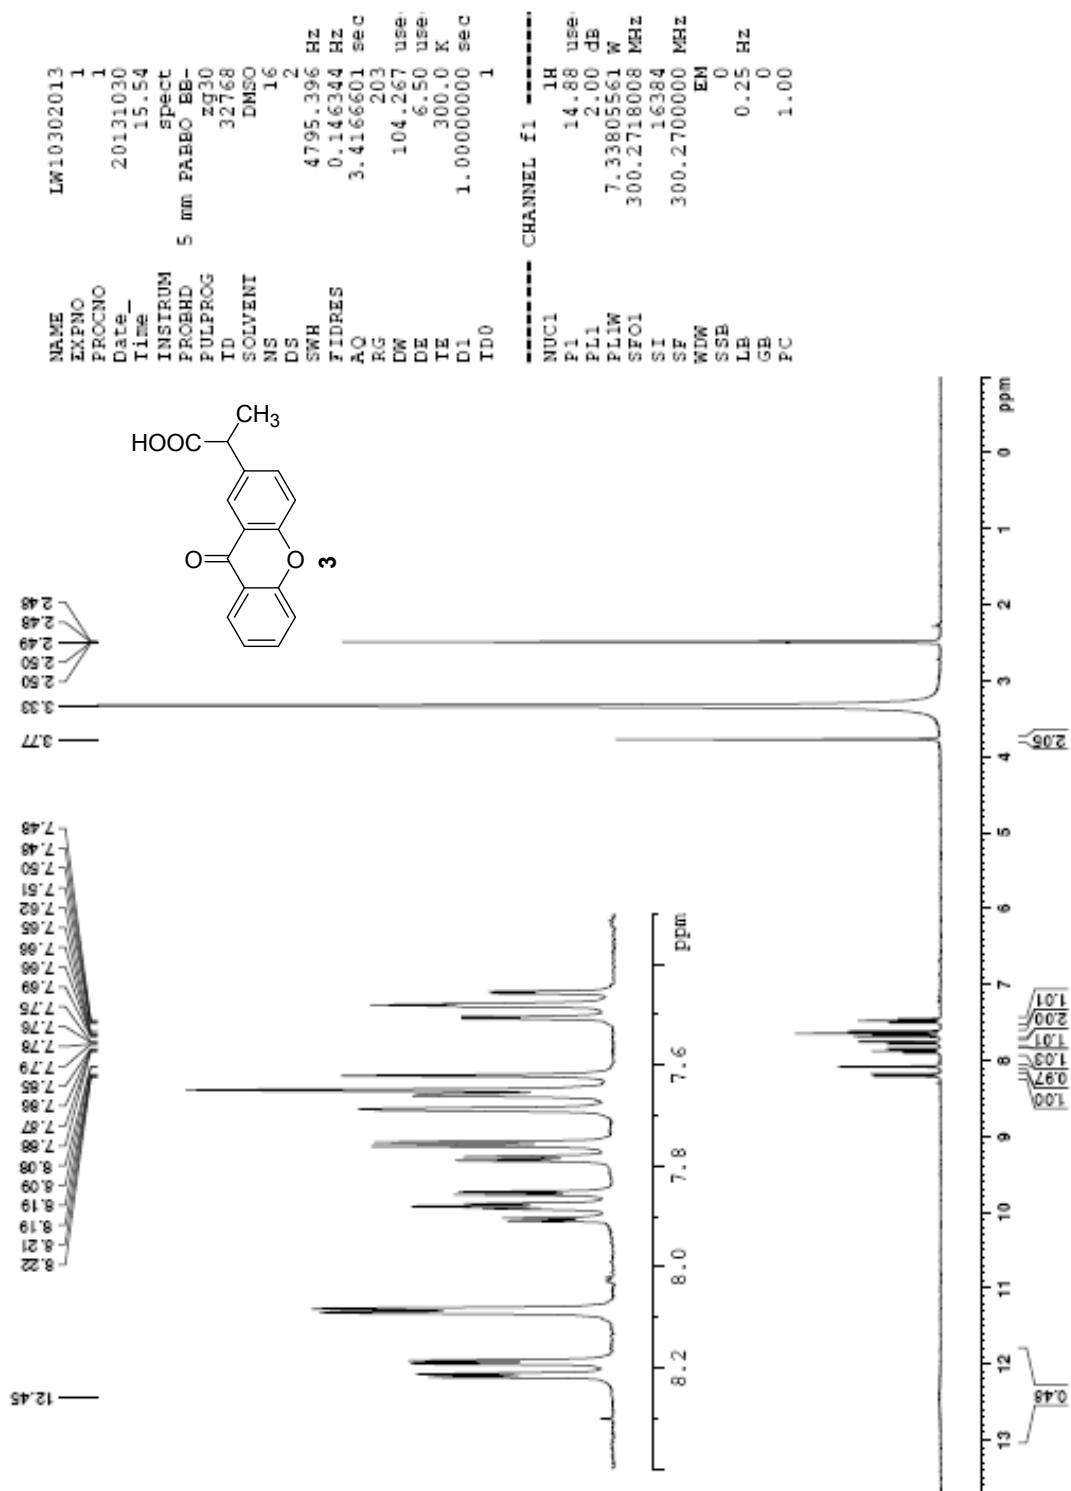 NAME LW10302013
EXPNO 1
PROCNO 1
Date_ 20131030
Time 15.54
INSTRUM spect
PROBHD 5 mm PABBO BB-
PULPROG zg30
TD 32768
SOLVENT DMSO
NS 16
DS 2
SWH 4795.396 Hz
FIDRES 0.146344 Hz
AQ 3.4166601 sec
RG 203
DW 104.267 use
DE 6.50 use
TE 300.0 K
D1 1.00000000 sec
TD0 1
======== CHANNEL f1 ========
NUC1 1H
P1 14.88 use
PL1 2.00 dB
PL1W 7.33805561 W
SFO1 300.2718008 MHz
SI 16384
SF 300.2700000 MHz
WDW EM
SSB 0
LB 0.25 Hz
GB 0
PC 1.00
HOOC
CH3
O
O
3
12.45
8.22
8.21
8.19
8.19
8.09
8.08
7.88
7.87
7.86
7.85
7.79
7.78
7.76
7.75
7.69
7.66
7.66
7.65
7.62
7.51
7.50
7.48
7.48
3.77
3.33
2.50
2.50
2.49
2.48
2.48
8.2 8.0 7.8 7.6 ppm
13 12 11 10 9 8 7 6 5 4 3 2 1 0 ppm
0.48
1.00
0.97
1.03
1.01
2.00
1.01
2.05